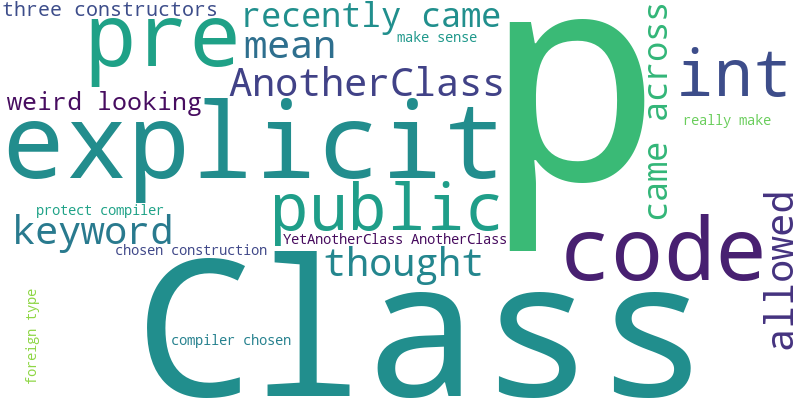 three constructors
pre
recently came
mean
make sense
p
came across
int
AnotherClass
weird looking
explicit
really make
public
protect compiler
keyword
YetAnotherClass AnotherClass
chosen construction
thought
code
allowed
Class
foreign type
compiler chosen